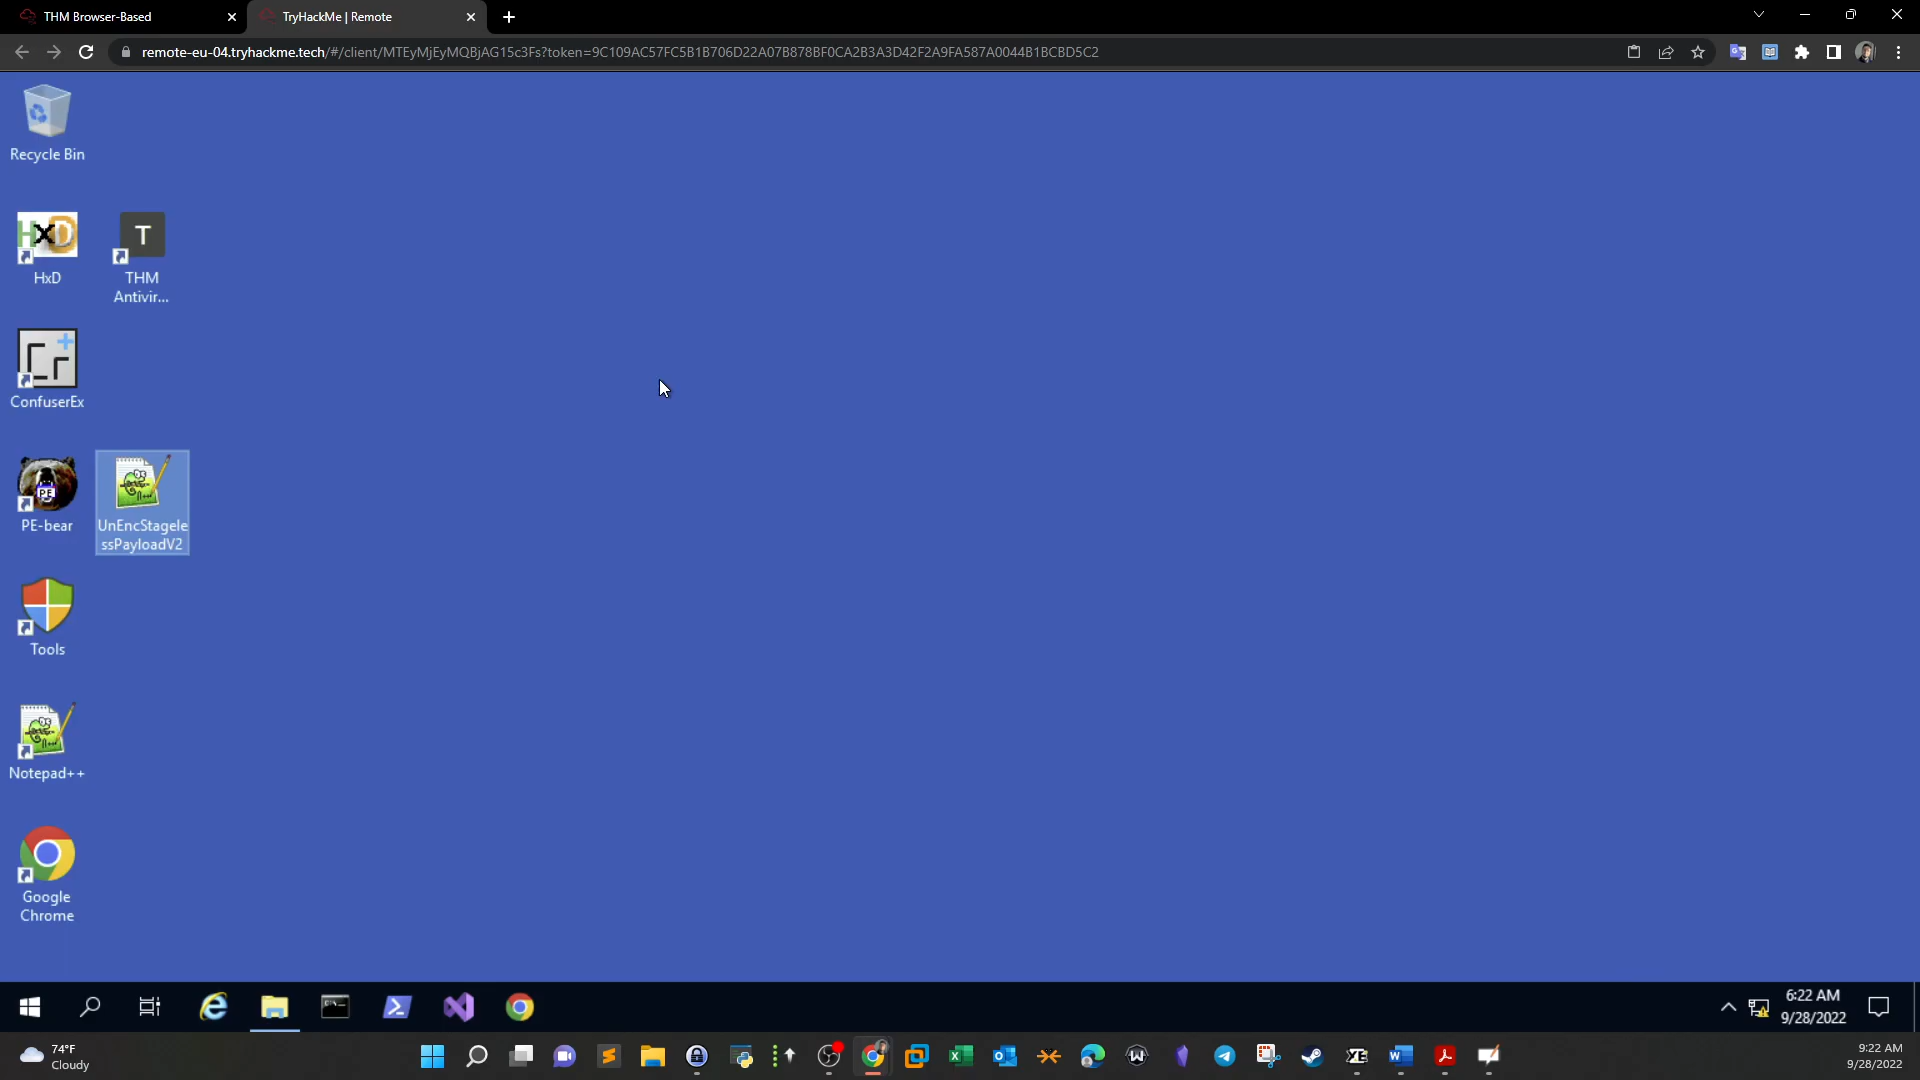 THM Browser-Based
TryHackMe | Remote
remote-eu-04.tryhackme.tech/#/client/MTEyMjEyMQBjAG15c3Fs?token=9C109AC57FC5B1B706D22A07B878BF0CA2B3A3D42F2A9FA587A0044B1BCBD5C2
Recycle Bin
HxD
T
THM
Antivir...
ConfuserEx
PE
PE-bear
UnEncStagele
ssPayloadV2
Tools
Notepad++
Google
Chrome
6:22 AM
9/28/2022
74°F
Cloudy
9:22 AM
9/28/2022